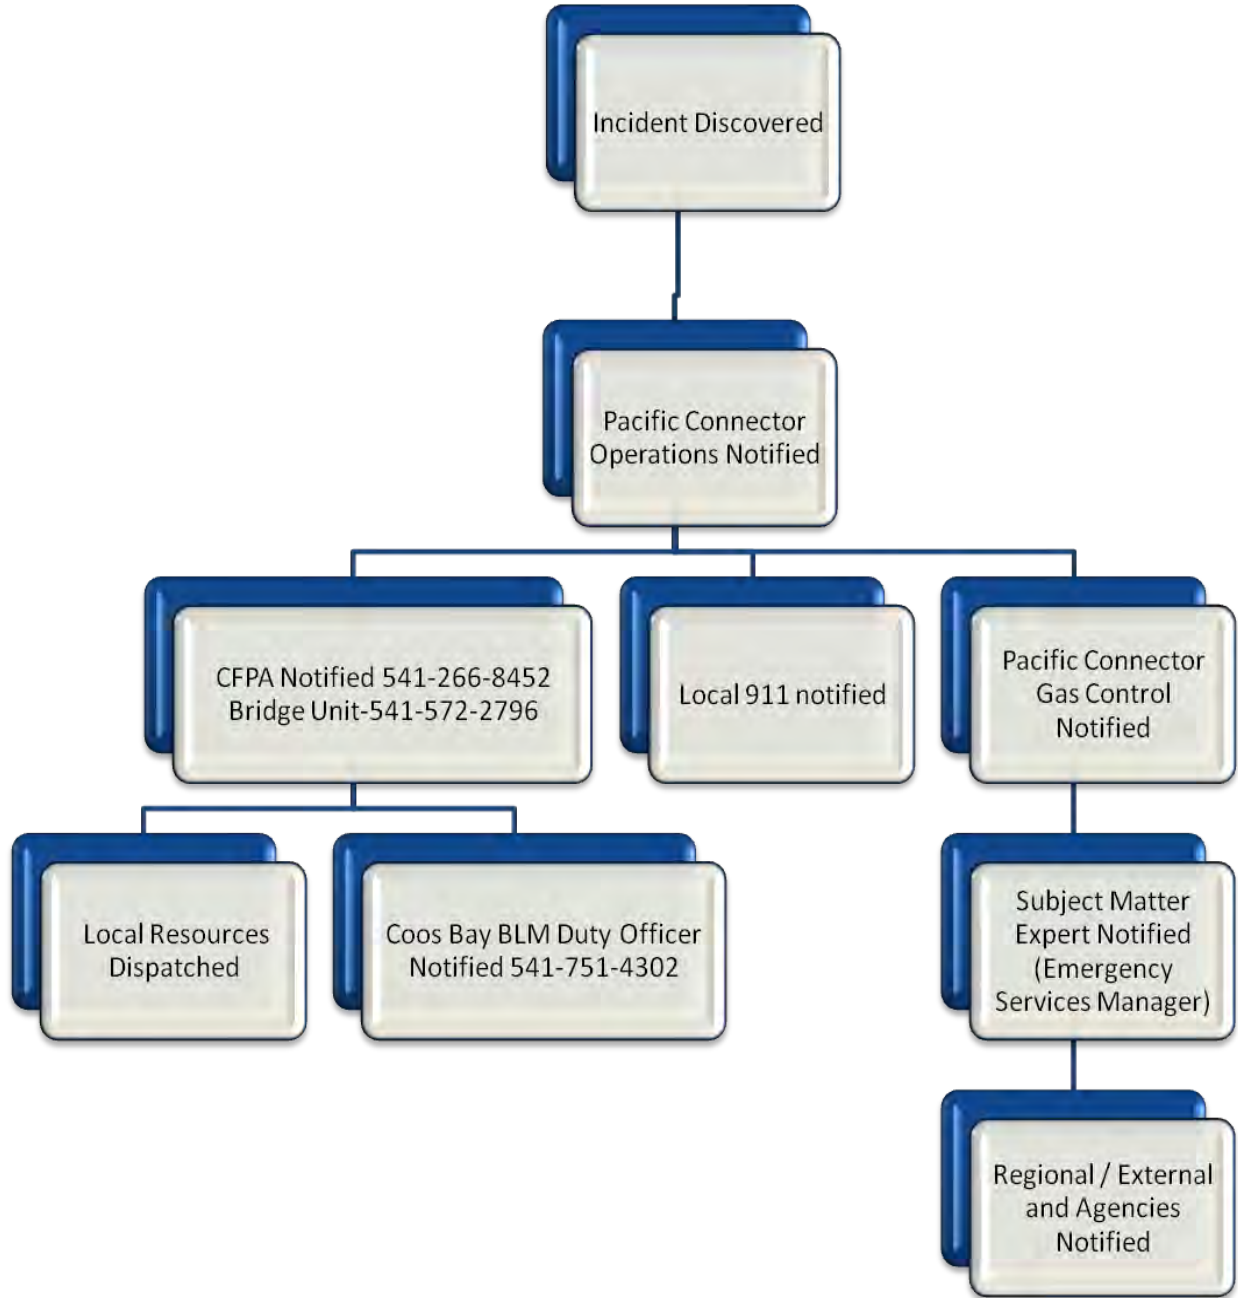 Incident Discovered
Pacific Connector
Operations Notified
CFPA Notified 541-266-8452
Bridge Unit-541-572-2796
Local 911 notified
Pacific Connector
Gas Control
Notified
Local Resources
Dispatched
Coos Bay BLM Duty Officer
Notified 541-751-4302
Subject Matter
Expert Notified
(Emergency
Services Manager)
Regional / External
and Agencies
Notified